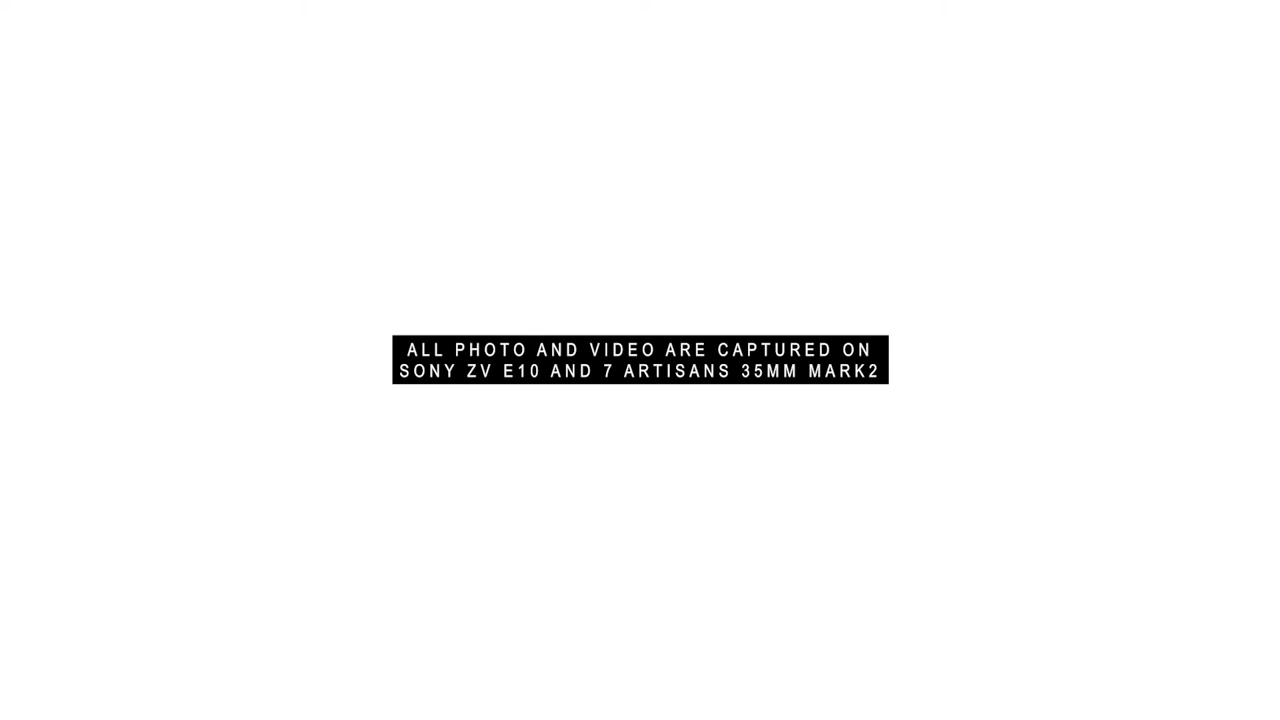 ALL PHOTO AND VIDEO ARE CAPTURED ON
SONY ZV E10 AND 7 ARTISANS 35MM MARK2